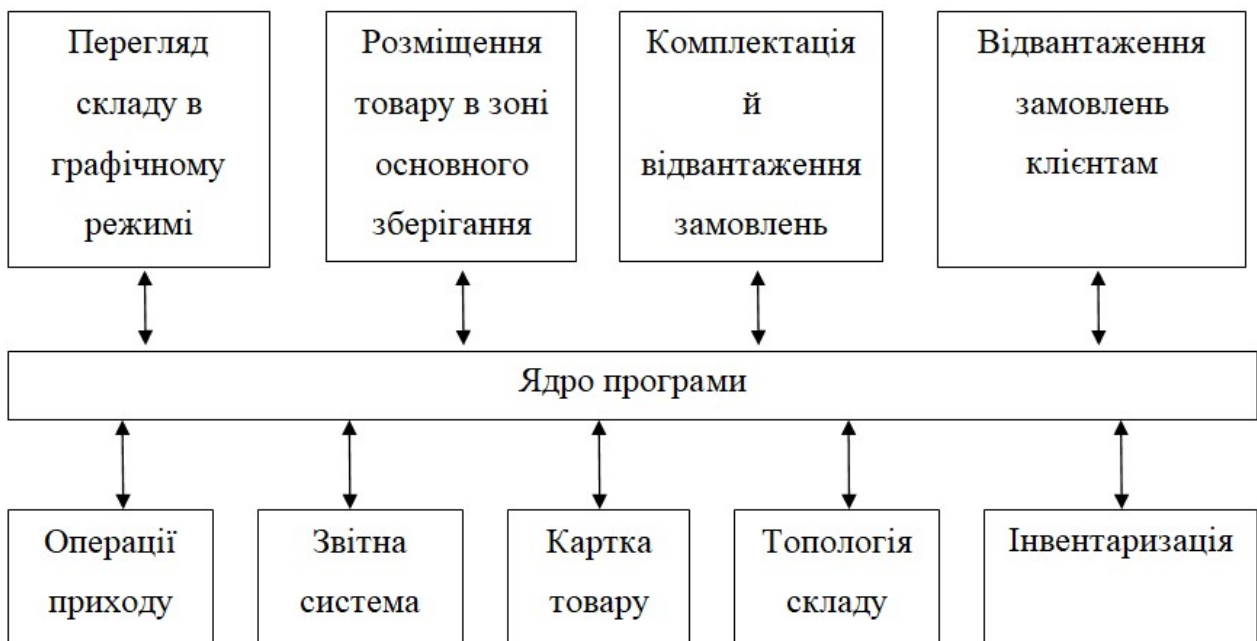 Перегляд
складу в
графічному
режимі
Розміщення
товару в зоні
основного
зберігання
Комплектація
й
відвантаження
замовлень
Відвантаження
замовлень
клієнтам
Ядро програми
Операції
приходу
Звітна
система
Картка
товару
Топологія
складу
Інвентаризація